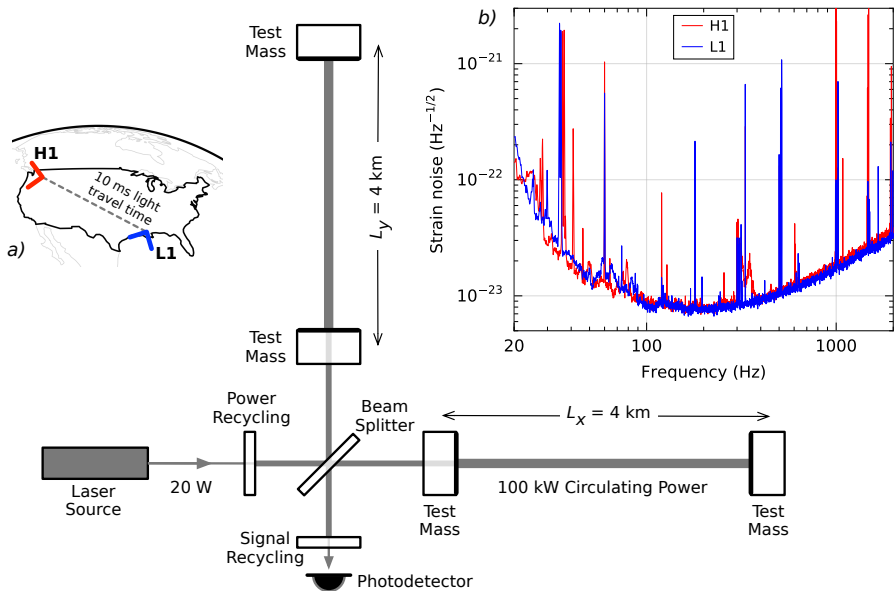 Test
Mass
b)
H1
L1
10⁻²¹
10⁻²²
10⁻²³
Strain noise (Hz⁻¹/²)
20
100
1000
Frequency (Hz)
H1
10 ms light
travel time
L1
a)
L_y = 4 km
Test
Mass
Power
Recycling
Beam
Splitter
L_x = 4 km
Laser
Source
20 W
100 kW Circulating Power
Test
Mass
Test
Mass
Signal
Recycling
Photodetector